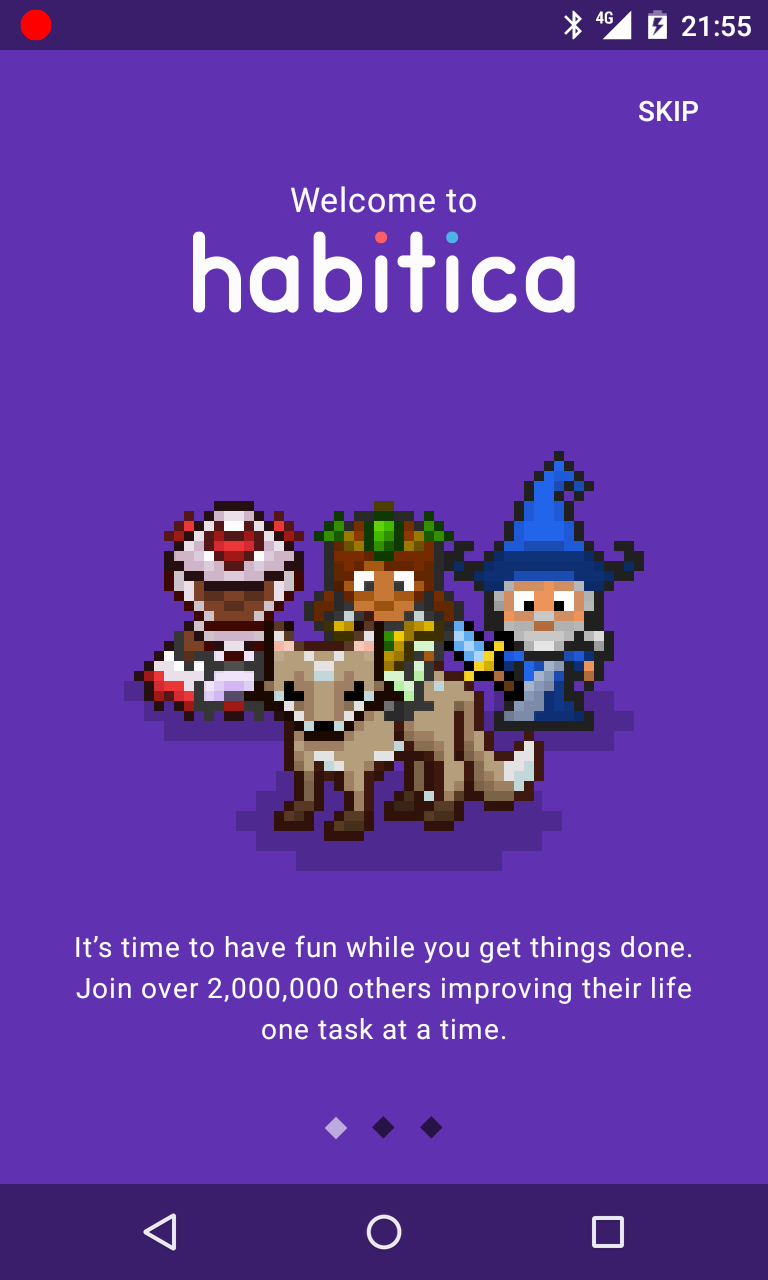 4G 21:55
SKIP
Welcome to
habitica
It’s time to have fun while you get things done.
Join over 2,000,000 others improving their life
one task at a time.